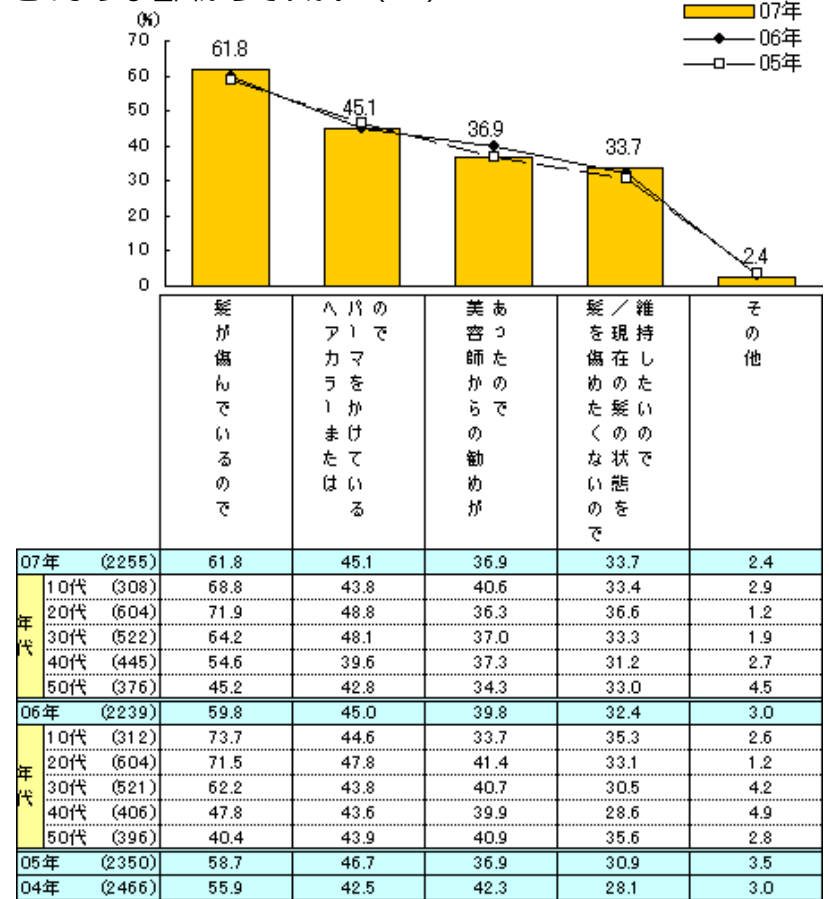 (%)
07年
06年
05年
70
60
50
40
30
20
10
0
61.8
45.1
36.9
33.7
2.4
髪が傷んでいるので
ヘアカラーまたは
パーマをかけている
ので
美容師からの勧めが
あったので
髪を傷めたくないので
／現在の髪の状態を
維持したいので
その他
07年 (2255) 61.8 45.1 36.9 33.7 2.4
年代
10代 (308) 68.8 43.8 40.6 33.4 2.9
20代 (604) 71.9 48.8 36.3 36.6 1.2
30代 (522) 64.2 48.1 37.0 33.3 1.9
40代 (445) 54.6 39.6 37.3 31.2 2.7
50代 (376) 45.2 42.8 34.3 33.0 4.5
06年 (2239) 59.8 45.0 39.8 32.4 3.0
年代
10代 (312) 73.7 44.6 33.7 35.3 2.6
20代 (604) 71.5 47.8 41.4 33.1 1.2
30代 (521) 62.2 43.8 40.7 30.5 4.2
40代 (406) 47.8 43.6 39.9 28.6 4.9
50代 (396) 40.4 43.9 40.9 35.6 2.8
05年 (2350) 58.7 46.7 36.9 30.9 3.5
04年 (2466) 55.9 42.5 42.3 28.1 3.0